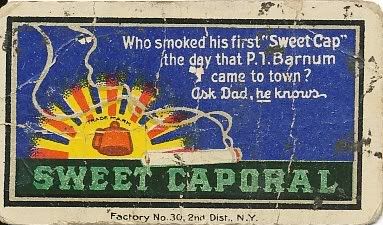 Who smoked his first "Sweet Cap"
the day that P.T. Barnum
came to town?
Ask Dad, he knows
TRADE MARK
SWEET CAPORAL
Factory No. 30, 2nd Dist., N.Y.